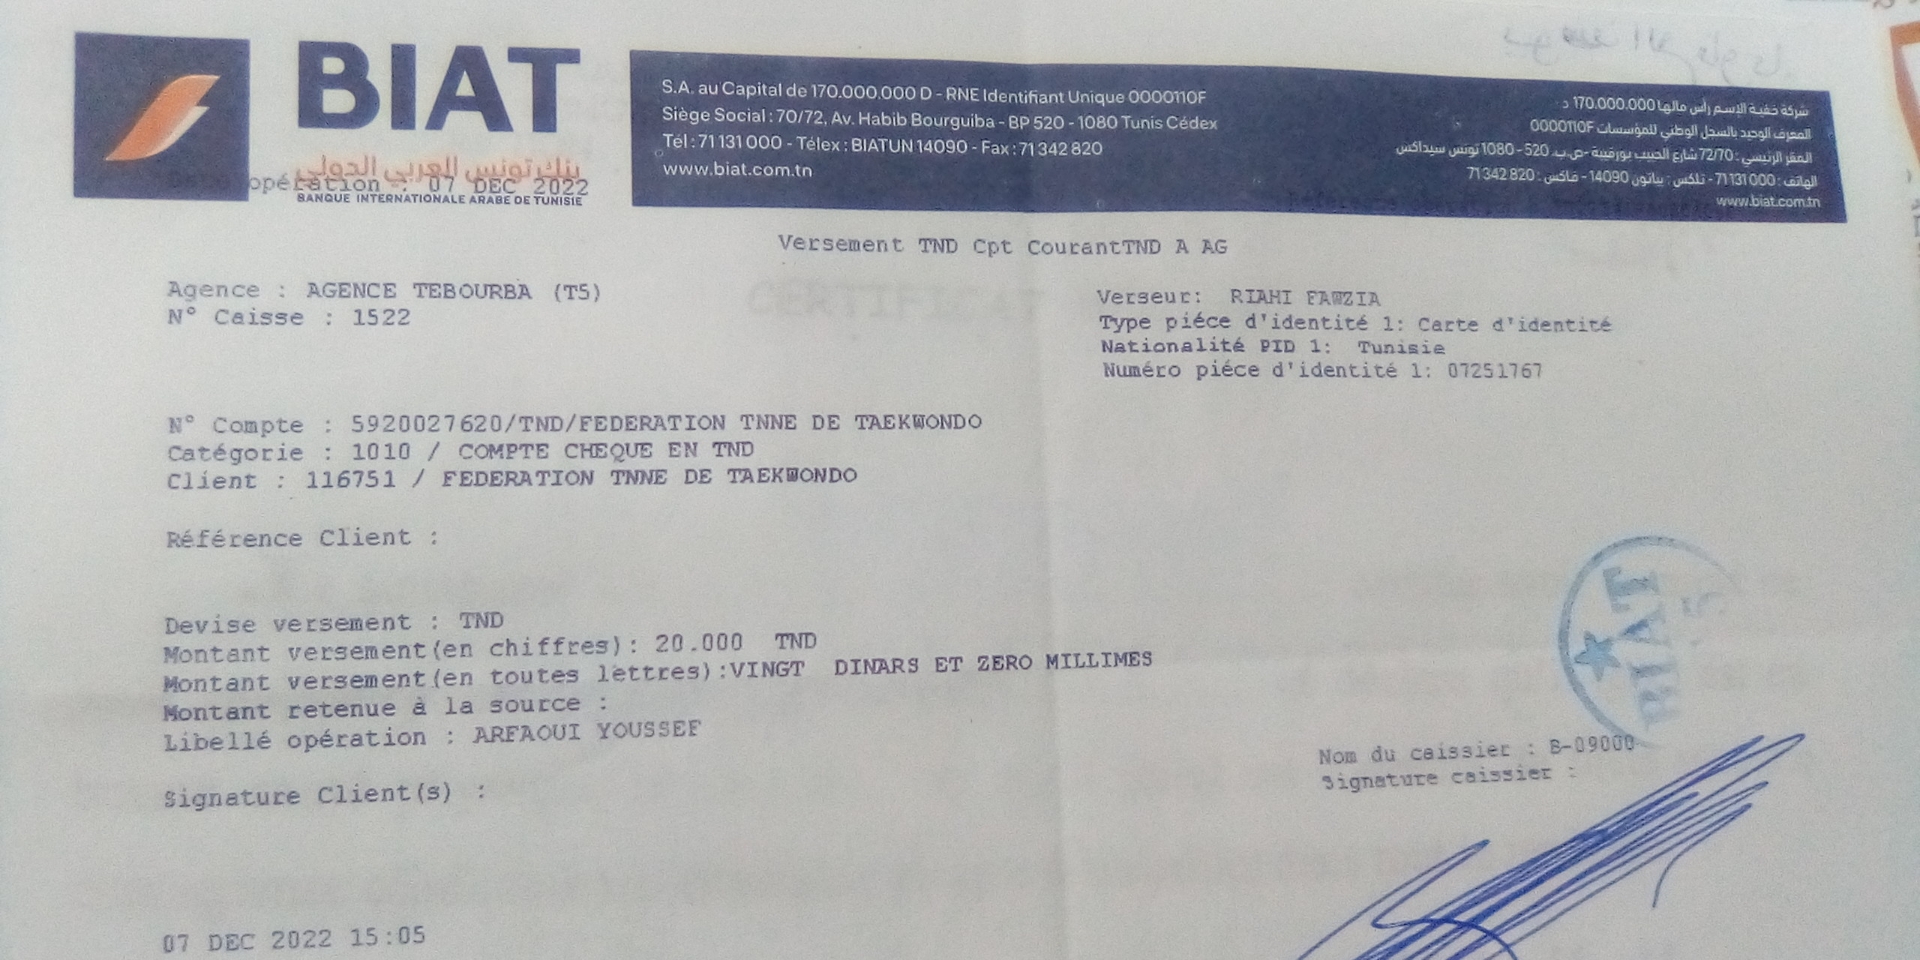 BIAT
بنك تونس العربي الدولي
opération : 07 DEC 2022
BANQUE INTERNATIONALE ARABE DE TUNISIE
S.A. au Capital de 170.000.000 D - RNE Identifiant Unique 0000110F
Siège Social : 70/72, Av. Habib Bourguiba - BP 520 - 1080 Tunis Cédex
Tél : 71 131 000 - Télex : BIATUN 14090 - Fax : 71 342 820
www.biat.com.tn
شركة خفية الإسم رأس مالها 170.000.000 د
المعرف الوحيد بالسجل الوطني للمؤسسات 0000110F
المقر الرئيسي : 72/70 شارع الحبيب بورقيبة -ص.ب. 520 - 1080 تونس سيداكس
الهاتف : 71131 000 - تلكس : بياتون 14090 - فاكس : 71 342 820
www.biat.com.tn
Versement TND Cpt CourantTND A AG
Agence : AGENCE TEBOURBA (T5)
N° Caisse : 1522
Verseur: RIAHI FAWZIA
Type piéce d'identité 1: Carte d'identité
Nationalité PID 1: Tunisie
Numéro piéce d'identité 1: 07251767
N° Compte : 5920027620/TND/FEDERATION TNNE DE TAEKWONDO
Catégorie : 1010 / COMPTE CHEQUE EN TND
Client : 116751 / FEDERATION TNNE DE TAEKWONDO
Référence Client :
Devise versement : TND
Montant versement(en chiffres): 20.000 TND
Montant versement(en toutes lettres):VINGT DINARS ET ZERO MILLIMES
Montant retenue à la source :
Libellé opération : ARFAOUI YOUSSEF
BIAT
Nom du caissier : B-09000
Signature caissier :
Signature Client(s) :
07 DEC 2022 15:05